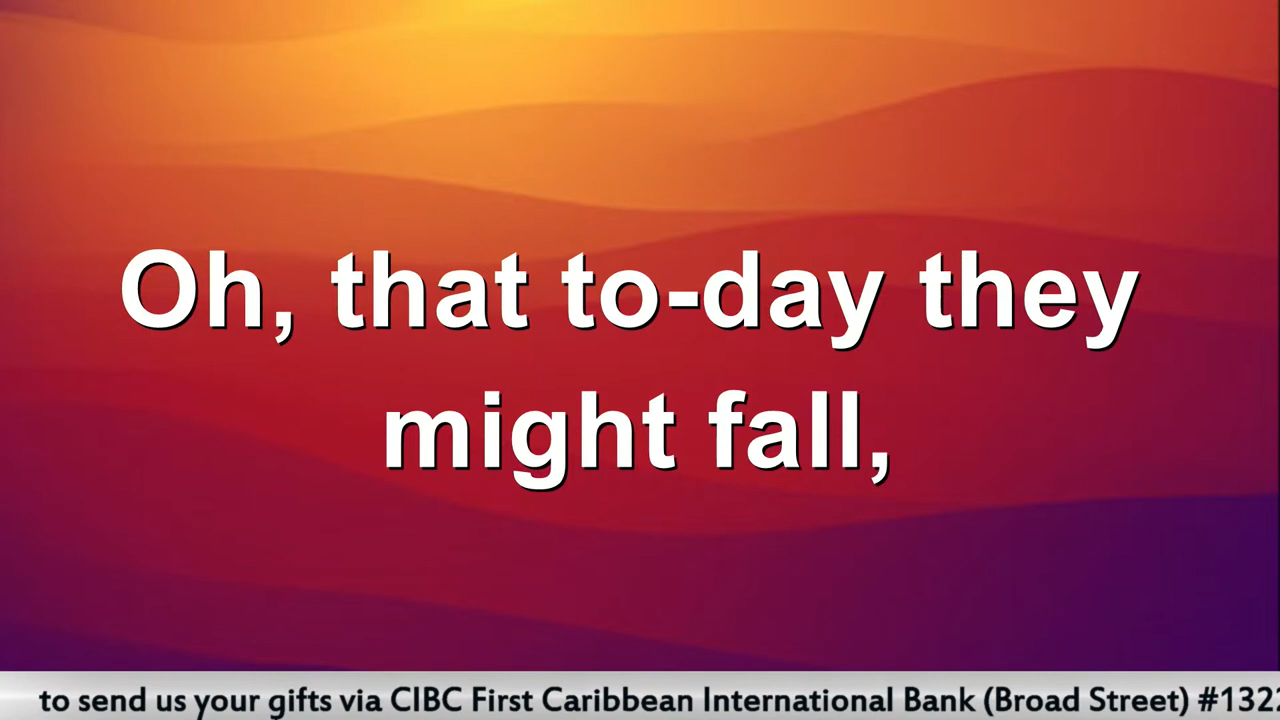 Oh, that to-day they
might fall,
to send us your gifts via CIBC First Caribbean International Bank (Broad Street) #132